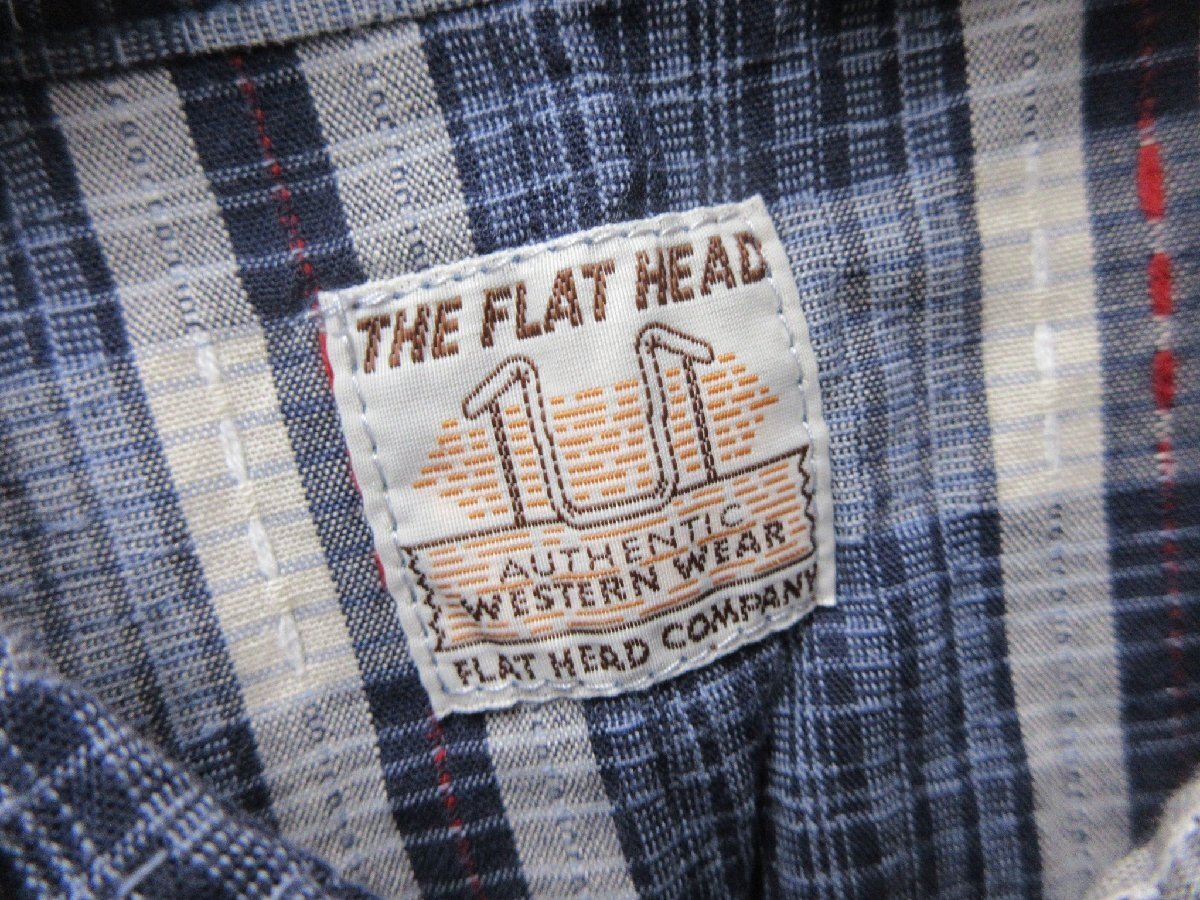 THE FLAT HEAD
AUTHENTIC
WESTERN WEAR
FLAT HEAD COMPANY